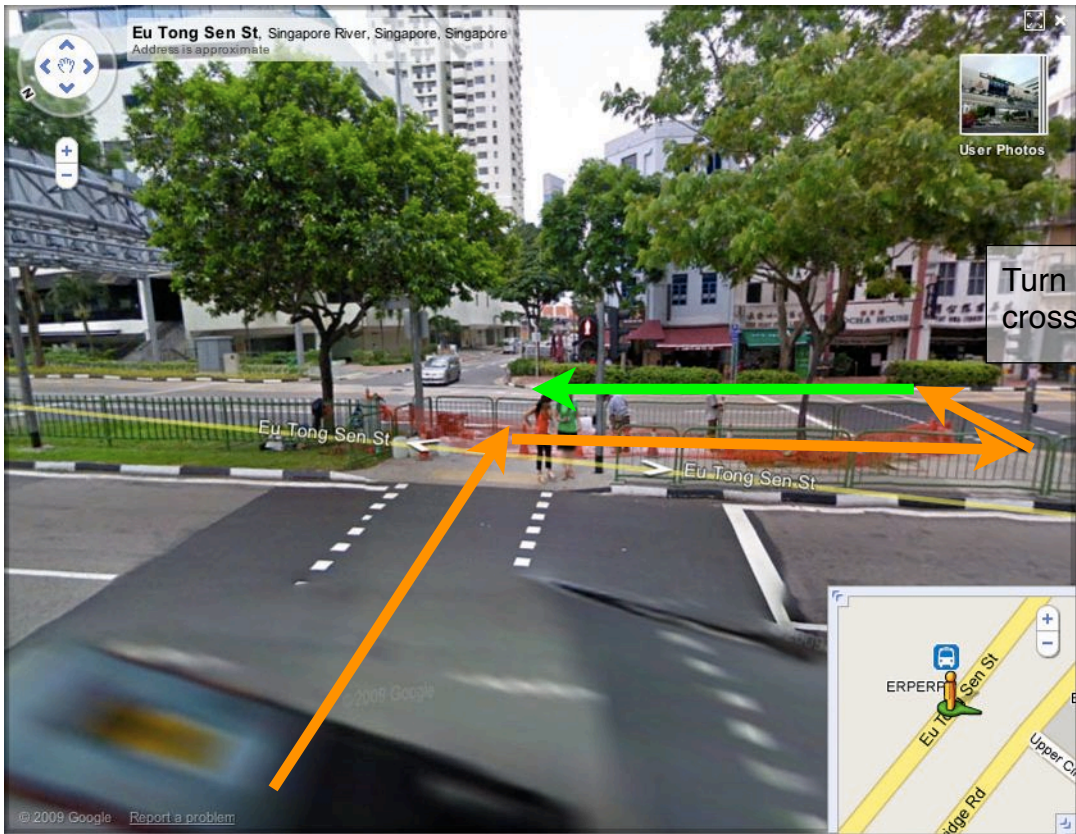 Eu Tong Sen St, Singapore River, Singapore, Singapore
Address is approximate
N
User Photos
Turn
cross
Eu Tong Sen St
Eu Tong Sen St
©2009 Google
ERPERP
Eu Tong Sen St
Upper Ci
idge Rd
© 2009 Google
Report a problem